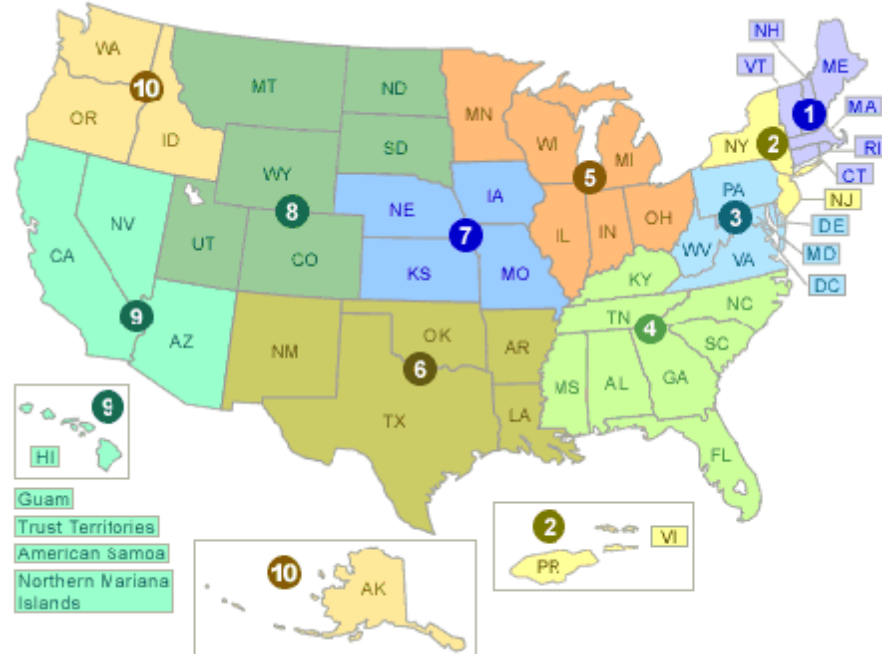 NH
WA
VT
ME
10
MT
ND
MN
MA
OR
1
ID
WI
NY
2
RI
SD
MI
CT
WY
5
PA
NJ
NV
8
NE
IA
3
DE
CA
UT
7
IL
IN
OH
WV
MD
CO
VA
KS
MO
KY
DC
9
TN
4
NC
AZ
OK
NM
6
AR
SC
MS
AL
GA
9
TX
LA
HI
FL
Guam
Trust Territories
2
VI
American Samoa
PR
10
Northern Mariana
Islands
AK